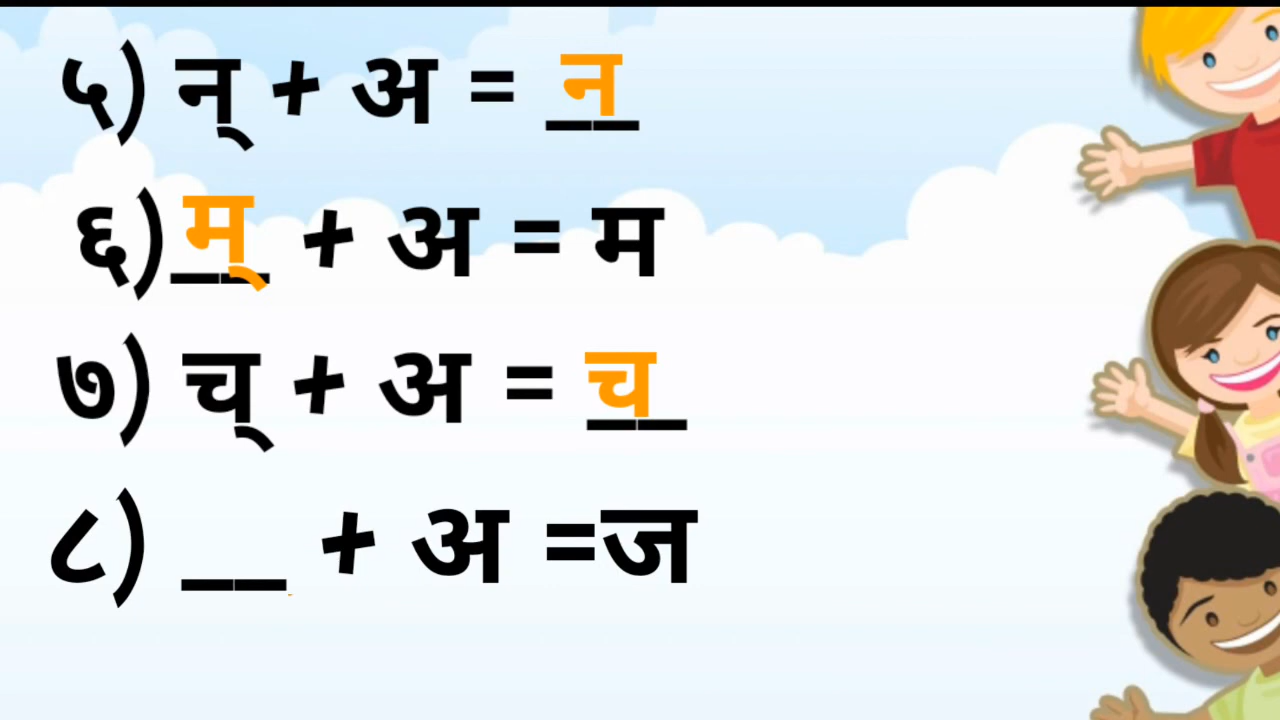 ५) न् + अ = न
६) म् + अ = म
७) च् + अ = च
८) __ + अ =ज